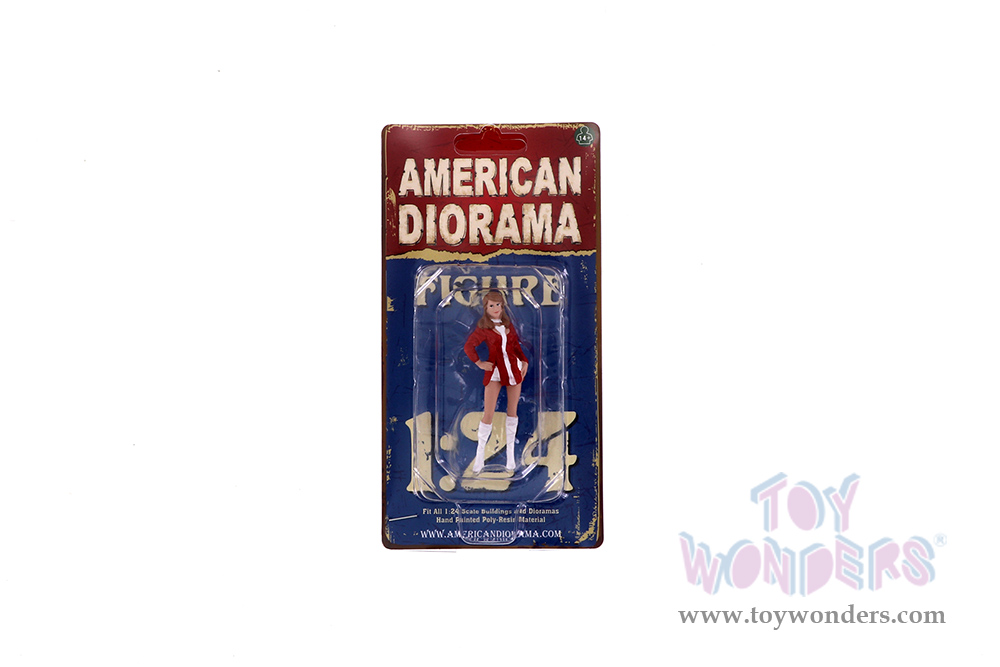 14+
AMERICAN
DIORAMA
FIGURE
1:24
Fit All 1:24 Scale Buildings and Dioramas
Hand Painted Poly-Resin Material
WWW.AMERICANDIORAMA.COM
TOY
WONDERS®
www.toywonders.com